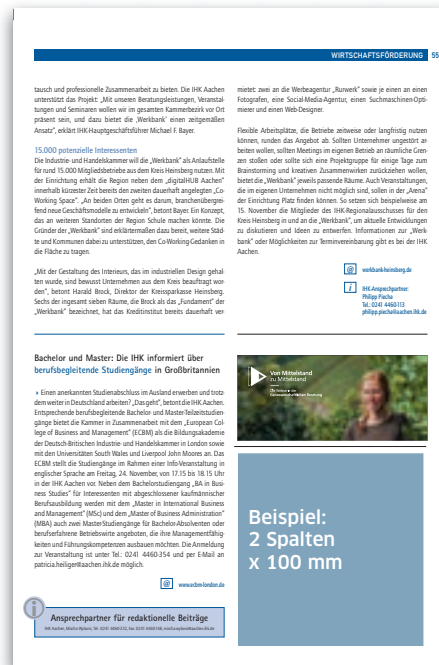 WIRTSCHAFTSFÖRDERUNG 55
tausch und professionelle Zusammenarbeit zu bieten. Die IHK Aachen
unterstützt das Projekt: „Mit unseren Beratungsleistungen, Veranstal-
tungen und Seminaren wollen wir im gesamten Kammerbezirk vor Ort
präsent sein, und dazu bietet die ‚Werkbank' einen zeitgemäßen
Ansatz", erklärt IHK-Hauptgeschäftsführer Michael F. Bayer.
15.000 potenzielle Interessenten
Die Industrie- und Handelskammer will die „Werkbank" als Anlaufstelle
für rund 15.000 Mitgliedsbetriebe aus dem Kreis Heinsberg nutzen. Mit
der Einrichtung erhält die Region neben dem „digitalHUB Aachen"
innerhalb kürzester Zeit bereits den zweiten dauerhaft angelegten „Co-
Working Space". „An beiden Orten geht es darum, branchenübergrei-
fend neue Geschäftsmodelle zu entwickeln", betont Bayer. Ein Konzept,
das an weiteren Standorten der Region Schule machen könnte. Die
Gründer der „Werkbank" sind erklärtermaßen dazu bereit, weitere Städ-
te und Kommunen dabei zu unterstützen, den Co-Working-Gedanken in
die Fläche zu tragen.
„Mit der Gestaltung des Interieurs, das im industriellen Design gehal-
ten wurde, sind bewusst Unternehmen aus dem Kreis beauftragt wor-
den", betont Harald Brock, Direktor der Kreissparkasse Heinsberg.
Sechs der insgesamt sieben Räume, die Brock als das „Fundament" der
„Werkbank" bezeichnet, hat das Kreditinstitut bereits dauerhaft ver-
mietet: zwei an die Werbeagentur „Runwerk" sowie je einen an einen
Fotografen, eine Social-Media-Agentur, einen Suchmaschinen-Opti-
mierer und einen Web-Designer.
Flexible Arbeitsplätze, die Betriebe zeitweise oder langfristig nutzen
können, runden das Angebot ab. Sollten Unternehmer ungestört ar-
beiten wollen, sollten Meetings im eigenen Betrieb an räumliche Gren-
zen stoßen oder sollte sich eine Projektgruppe für einige Tage zum
Brainstorming und kreativen Zusammenwirken zurückziehen wollen,
bietet die „Werkbank" jeweils passende Räume. Auch Veranstaltungen,
die im eigenen Unternehmen nicht möglich sind, sollen in der „Arena"
der Einrichtung Platz finden können. So setzen sich beispielsweise am
15. November die Mitglieder des IHK-Regionalausschusses für den
Kreis Heinsberg in und an die „Werkbank", um aktuelle Entwicklungen
zu diskutieren und Ideen zu entwerfen. Informationen zur „Werk-
bank" oder Möglichkeiten zur Terminvereinbarung gibt es bei der IHK
Aachen.
@ werkbank-heinsberg.de
i IHK-Ansprechpartner:
Philipp Piecha
Tel.: 0241 4460-113
philipp.piecha@aachen.ihk.de
Bachelor und Master: Die IHK informiert über
berufsbegleitende Studiengänge in Großbritannien
Einen anerkannten Studienabschluss im Ausland erwerben und trotz-
dem weiter in Deutschland arbeiten? „Das geht", betont die IHK Aachen.
Entsprechende berufsbegleitende Bachelor- und Master-Teilzeitstudien-
gänge bietet die Kammer in Zusammenarbeit mit dem „European Col-
lege of Business and Management" (ECBM) als die Bildungsakademie
der Deutsch-Britischen Industrie- und Handelskammer in London sowie
mit den Universitäten South Wales und Liverpool John Moores an. Das
ECBM stellt die Studiengänge im Rahmen einer Info-Veranstaltung in
englischer Sprache am Freitag, 24. November, von 17.15 bis 18.15 Uhr
in der IHK Aachen vor. Neben dem Bachelorstudiengang „BA in Busi-
ness Studies" für Interessenten mit abgeschlossener kaufmännischer
Berufsausbildung werden mit dem „Master in International Business
and Management" (MSc) und dem „Master of Business Administration"
(MBA) auch zwei Master-Studiengänge für Bachelor-Absolventen oder
berufserfahrene Betriebswirte angeboten, die ihre Managementfähig-
keiten und Führungskompetenzen ausbauen möchten. Die Anmeldung
zur Veranstaltung ist unter Tel.: 0241 4460-354 und per E-Mail an
patricia.heiliger@aachen.ihk.de möglich.
@ www.ecbm-london.de
i
Ansprechpartner für redaktionelle Beiträge
Von Mittelstand
zu Mittelstand
Beispiel:
2 Spalten
x 100 mm